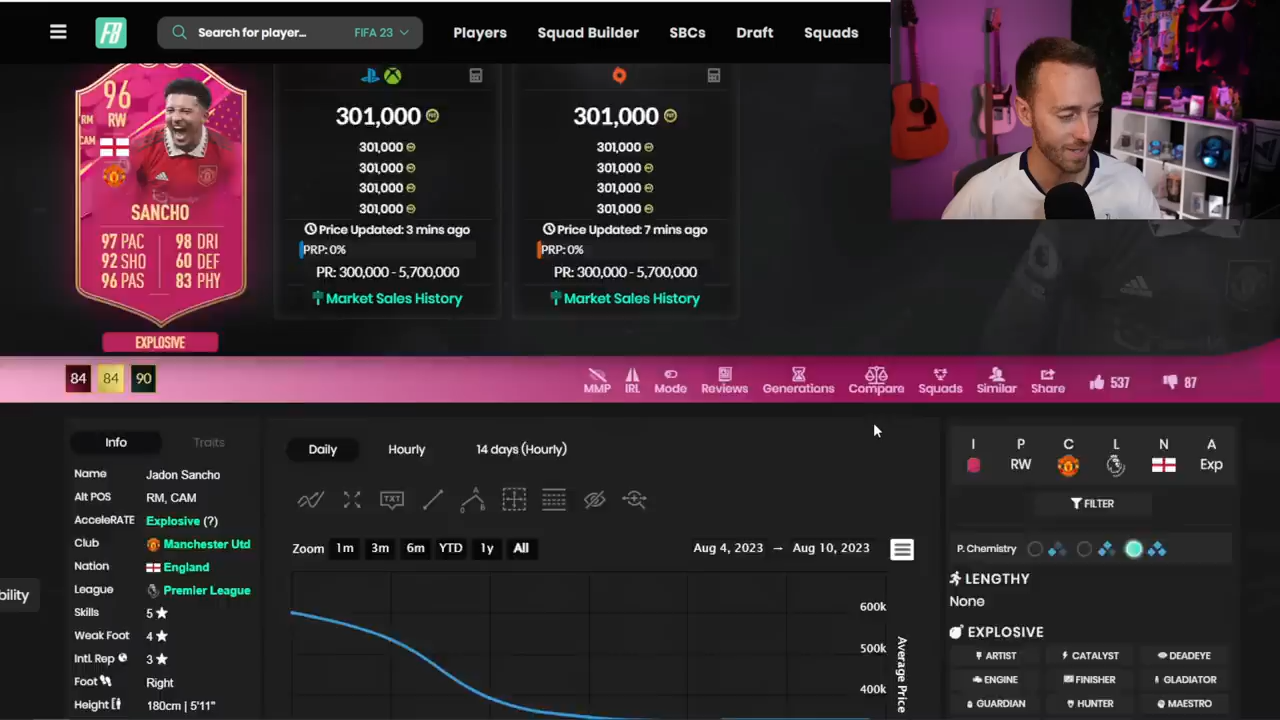 FB
Search for player...
FIFA 23
Players
Squad Builder
SBCs
Draft
Squads
96
RW
RM
CAM
SANCHO
97 PAC
98 DRI
92 SHO
60 DEF
96 PAS
83 PHY
EXPLOSIVE
301,000
301,000
301,000
301,000
301,000
Price Updated: 3 mins ago
PRP: 0%
PR: 300,000 - 5,700,000
Market Sales History
301,000
301,000
301,000
301,000
301,000
Price Updated: 7 mins ago
PRP: 0%
PR: 300,000 - 5,700,000
Market Sales History
84
84
90
MMP
IRL
Mode
Reviews
Generations
Compare
Squads
Similar
Share
537
87
Info
Traits
Name Jadon Sancho
Alt POS RM, CAM
AcceleRATE Explosive (?)
Club Manchester Utd
Nation England
League Premier League
Skills 5
Weak Foot 4
Intl. Rep 3
Foot Right
Height 180cm | 5'11"
bility
Daily
Hourly
14 days (Hourly)
TXT
Zoom 1m 3m 6m YTD 1y All
Aug 4, 2023 → Aug 10, 2023
600k
500k
400k
Average Price
I P C L N A
RW Exp
FILTER
P. Chemistry
LENGTHY
None
EXPLOSIVE
ARTIST CATALYST DEADEYE
ENGINE FINISHER GLADIATOR
GUARDIAN HUNTER MAESTRO